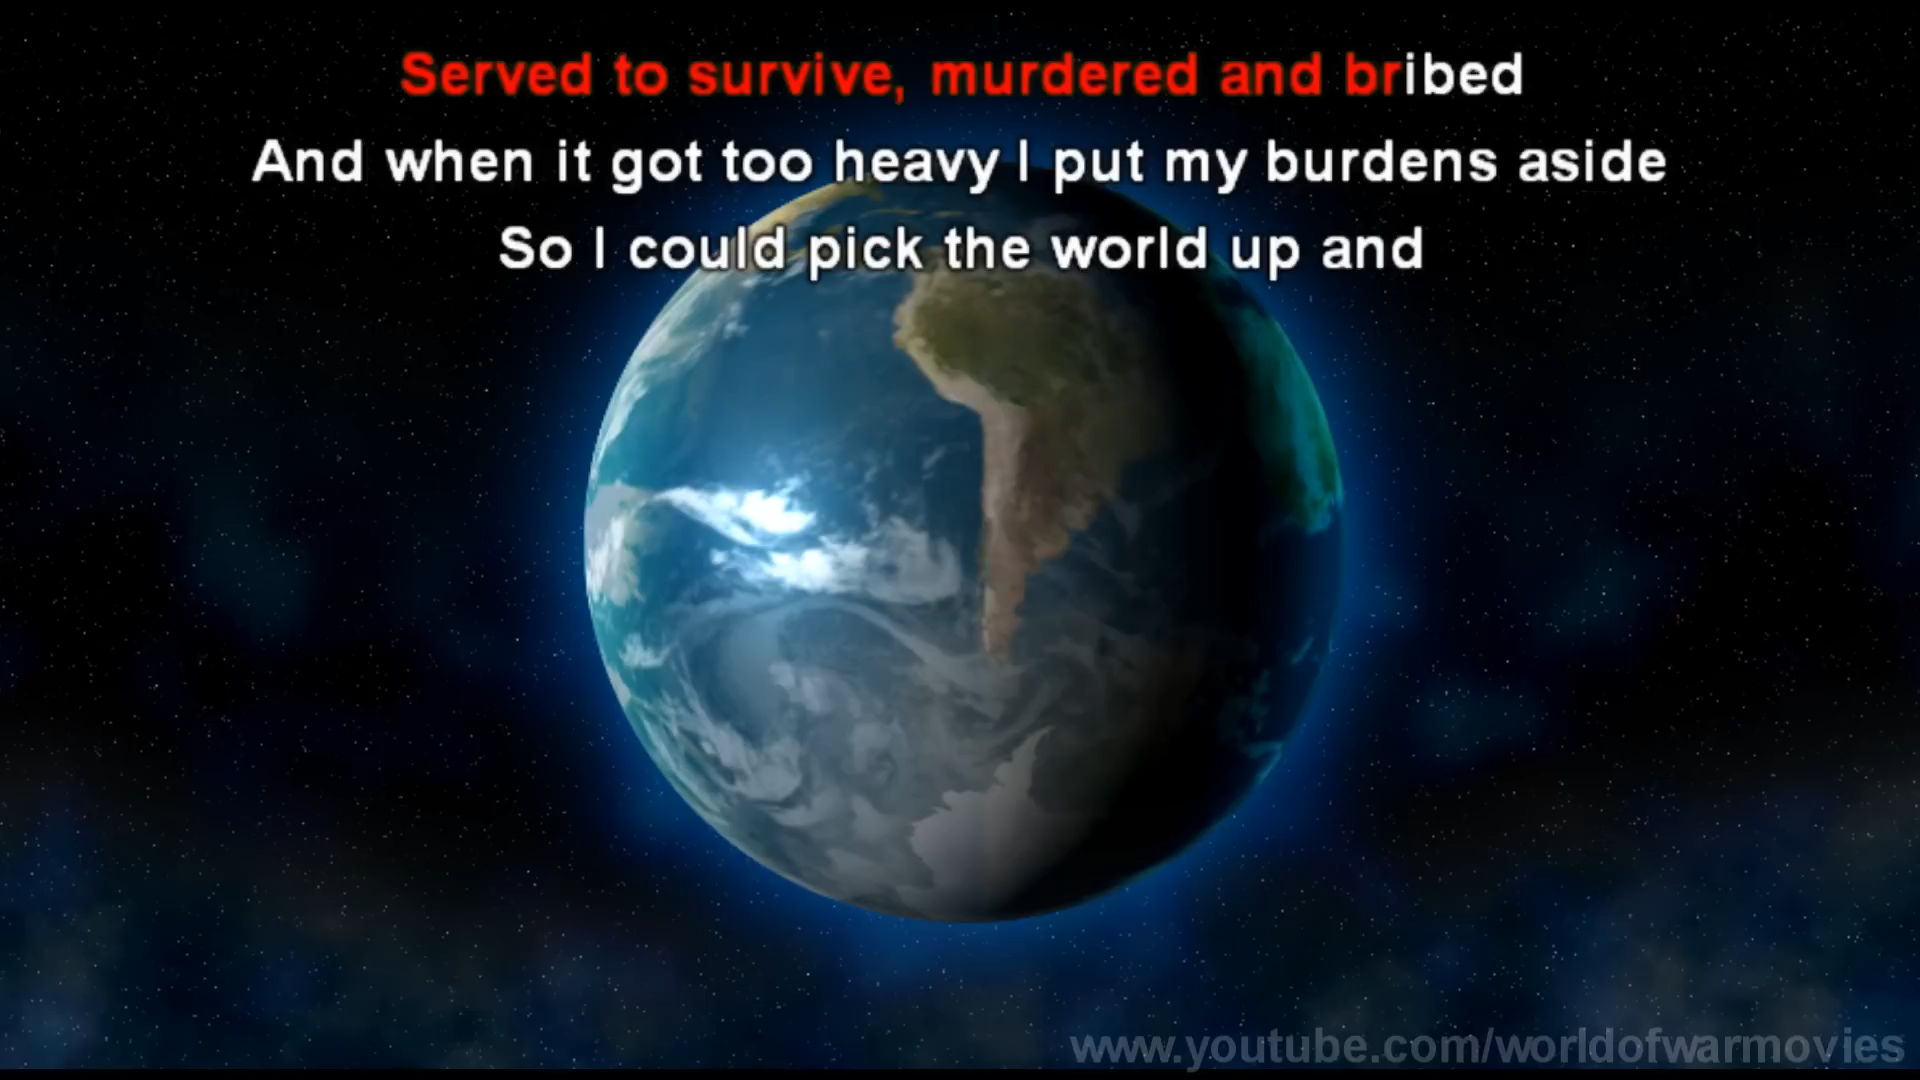 Served to survive, murdered and bribed
And when it got too heavy I put my burdens aside
So I could pick the world up and
www.youtube.com/worldofwarmovies